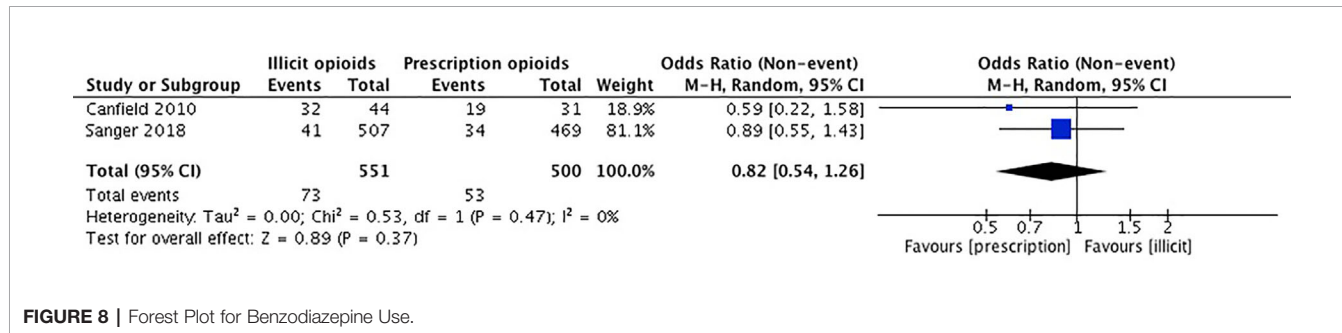 Illicit opioids Prescription opioids Odds Ratio (Non-event) Odds Ratio (Non-event)
Study or Subgroup Events Total Events Total Weight M-H, Random, 95% CI M-H, Random, 95% CI
Canfield 2010 32 44 19 31 18.9% 0.59 [0.22, 1.58]
Sanger 2018 41 507 34 469 81.1% 0.89 [0.55, 1.43]
Total (95% CI) 551 500 100.0% 0.82 [0.54, 1.26]
Total events 73 53
Heterogeneity: Tau² = 0.00; Chi² = 0.53, df = 1 (P = 0.47); I² = 0%
Test for overall effect: Z = 0.89 (P = 0.37)
0.5 0.7 1 1.5 2
Favours [prescription] Favours [illicit]
FIGURE 8 | Forest Plot for Benzodiazepine Use.